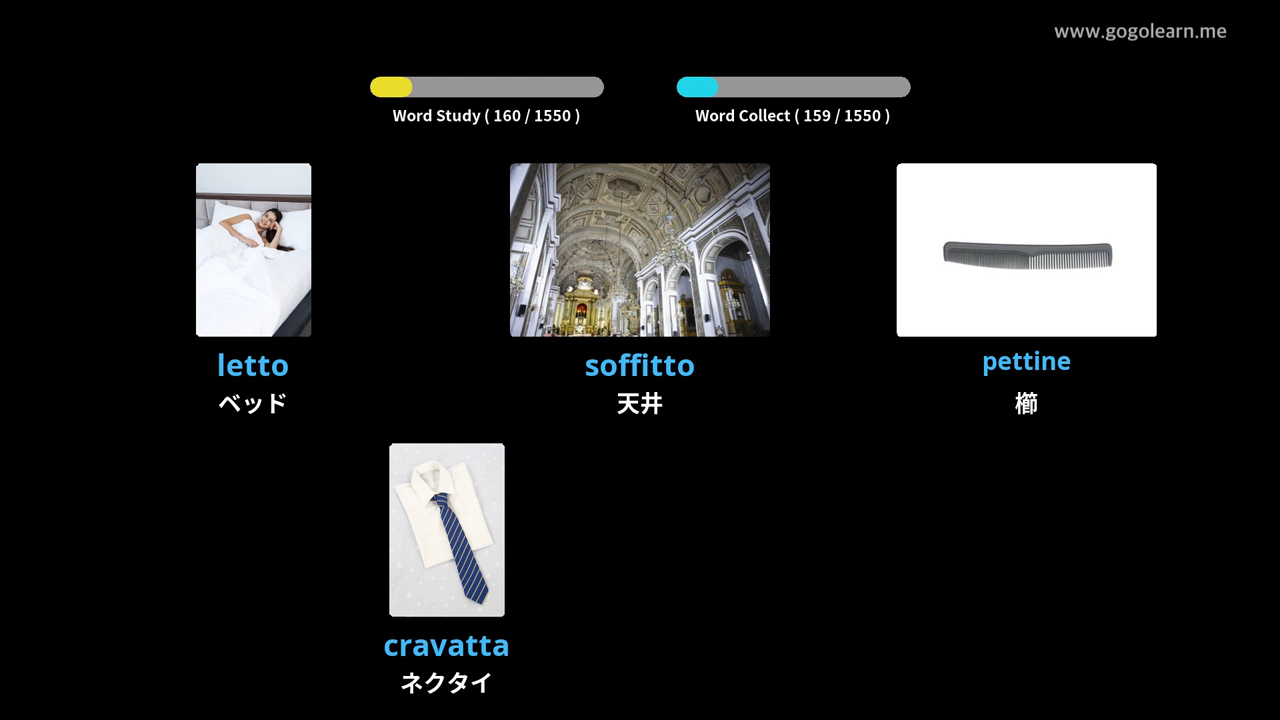 www.gogolearn.me
Word Study ( 160 / 1550 )
Word Collect ( 159 / 1550 )
letto
ベッド
soffitto
天井
pettine
櫛
cravatta
ネクタイ